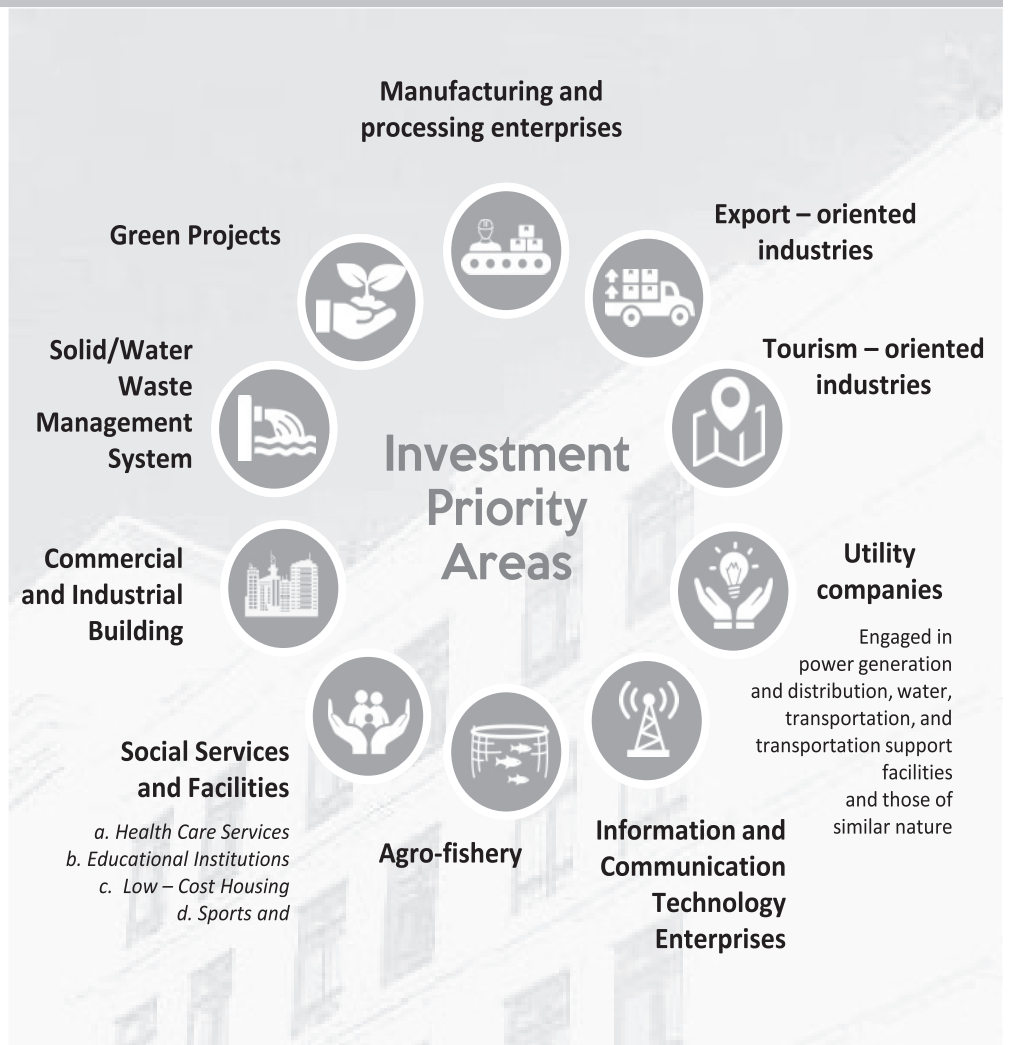 Manufacturing and
processing enterprises
Export – oriented
industries
Tourism – oriented
industries
Utility
companies
Engaged in
power generation
and distribution, water,
transportation, and
transportation support
facilities
and those of
similar nature
Information and
Communication
Technology
Enterprises
Agro-fishery
Social Services
and Facilities
a. Health Care Services
b. Educational Institutions
c. Low – Cost Housing
d. Sports and
Commercial
and Industrial
Building
Solid/Water
Waste
Management
System
Green Projects
Investment
Priority
Areas